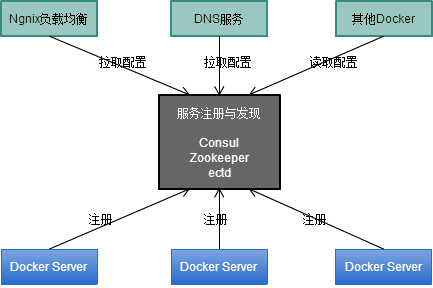 Ngnix负载均衡
DNS服务
其他Docker
拉取配置
拉取配置
读取配置
服务注册与发现
Consul
Zookeeper
ectd
注册
注册
注册
Docker Server
Docker Server
Docker Server